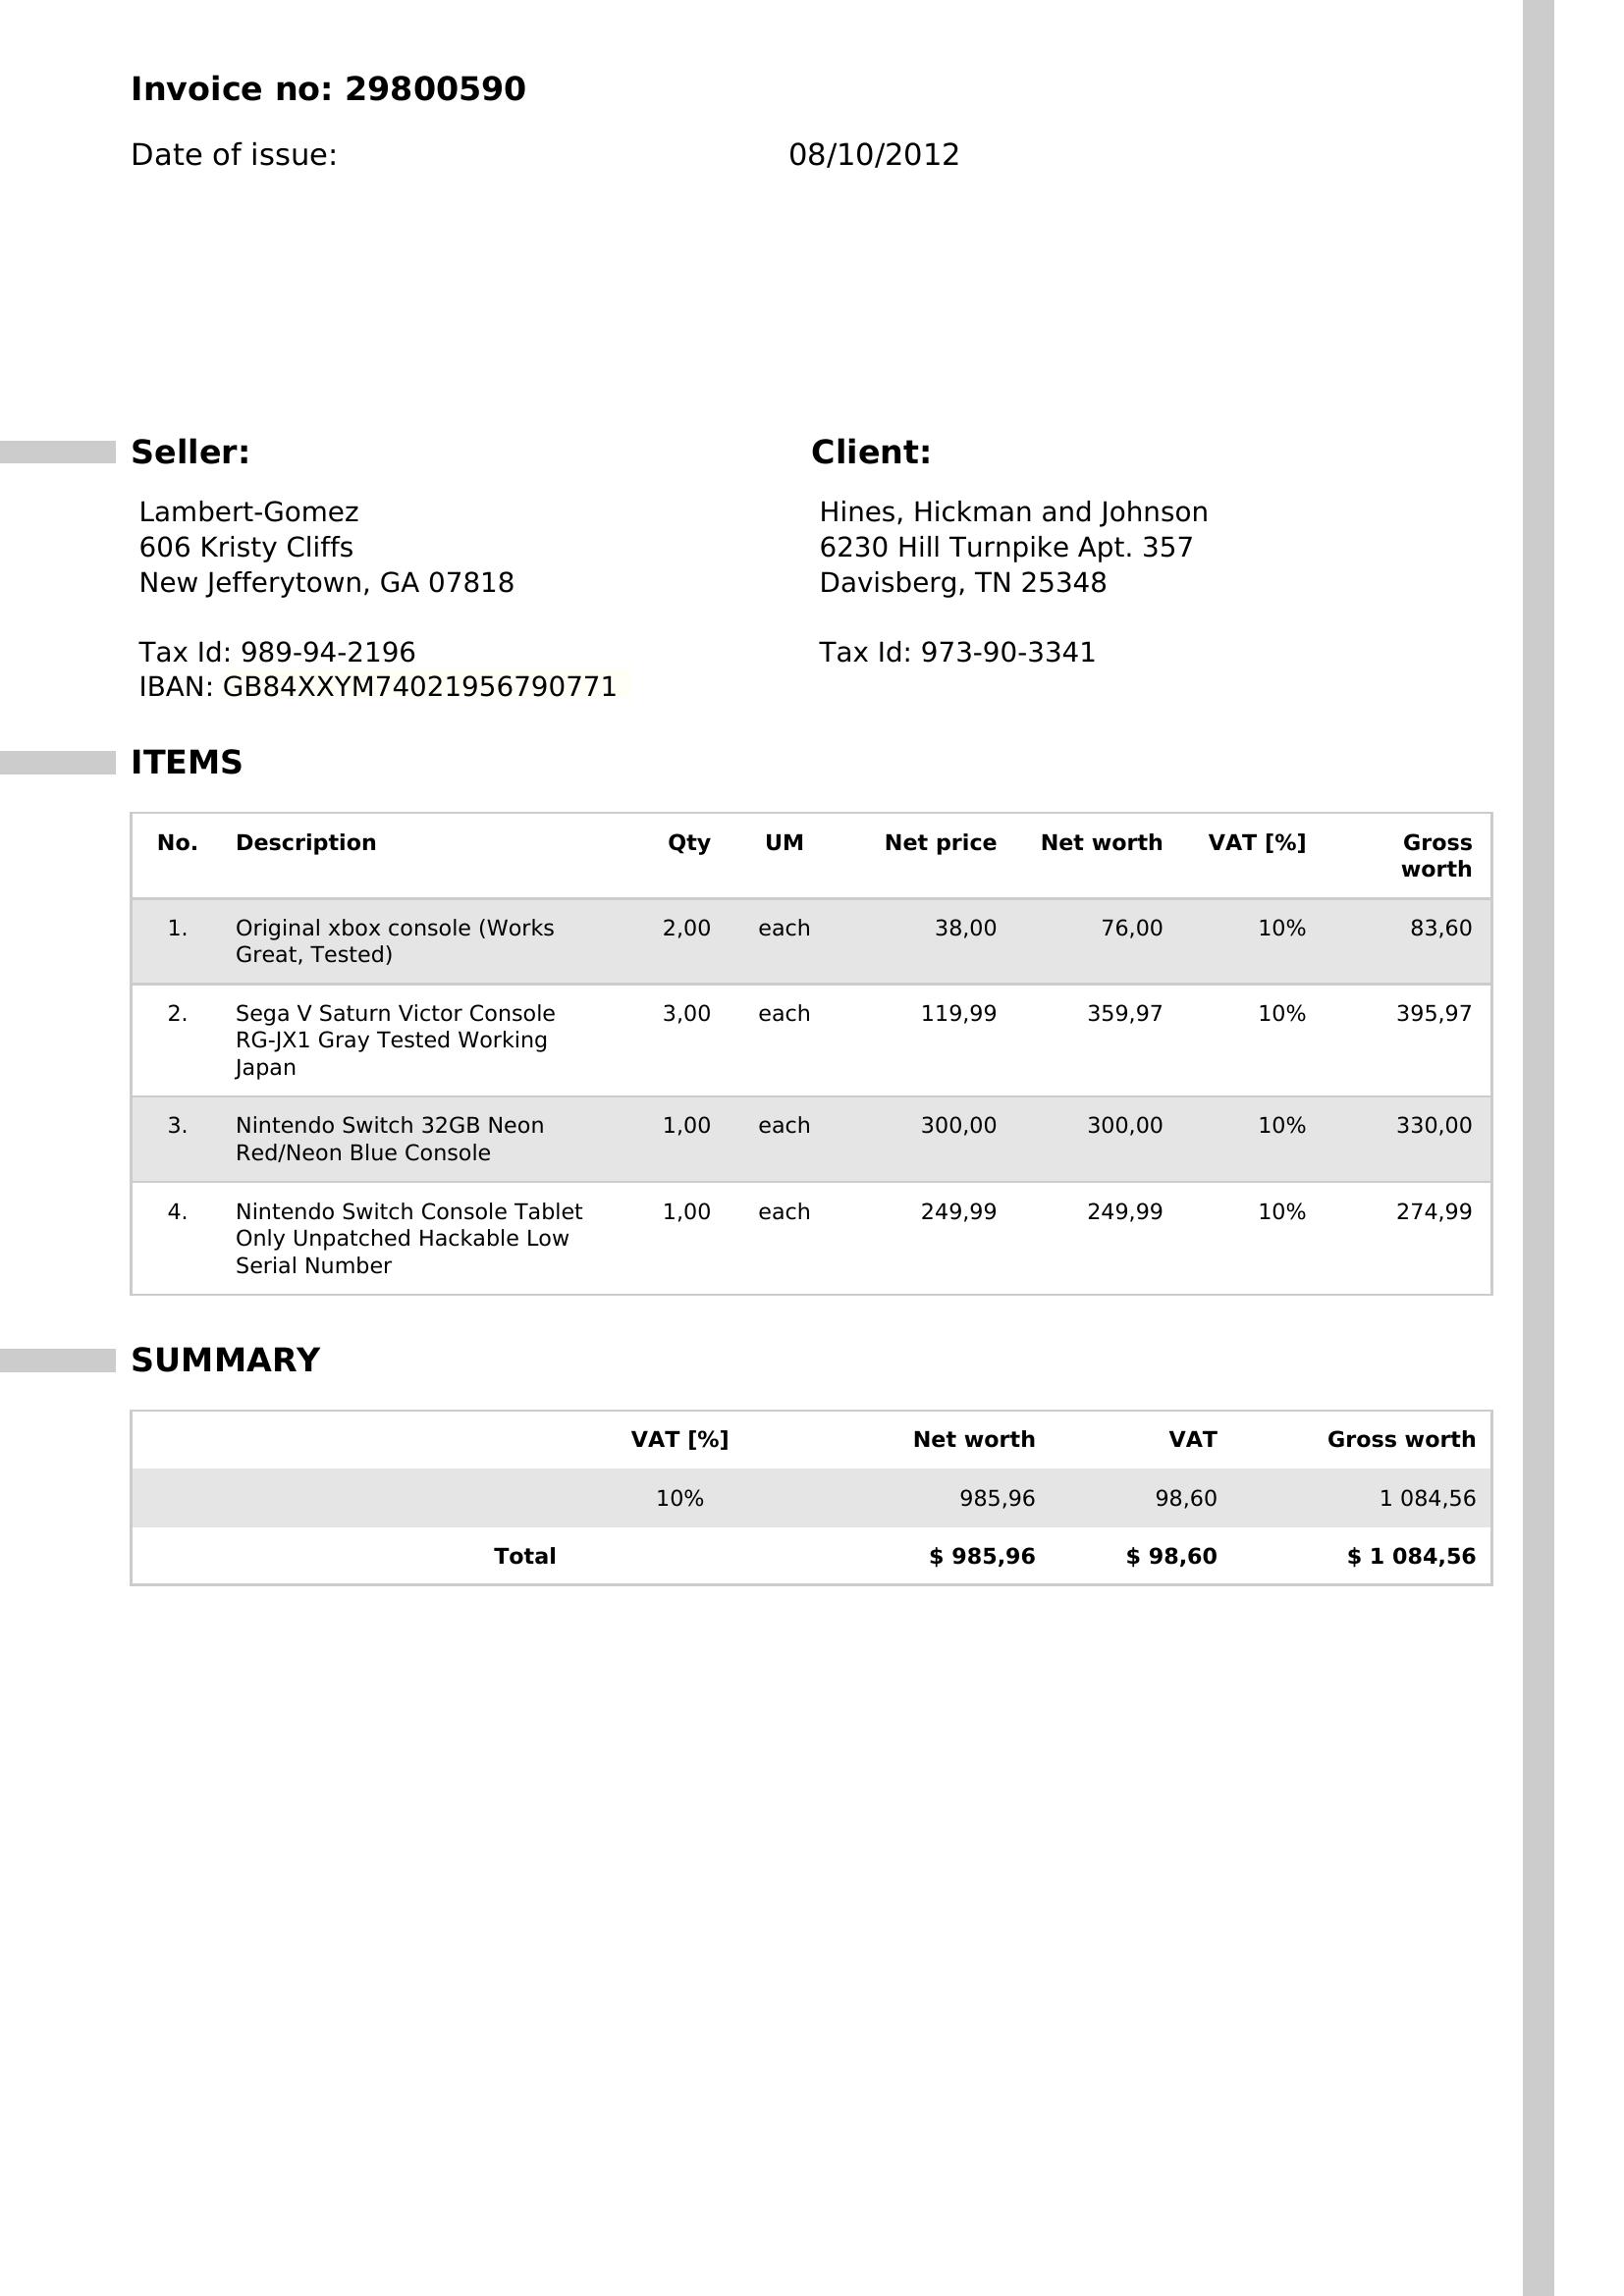 Invoice no: 29800590
Date of issue: 08/10/2012
Seller:
Lambert-Gomez
606 Kristy Cliffs
New Jefferytown, GA 07818
Tax Id: 989-94-2196
IBAN: GB84XXYM74021956790771
Client:
Hines, Hickman and Johnson
6230 Hill Turnpike Apt. 357
Davisberg, TN 25348
Tax Id: 973-90-3341
ITEMS
No. Description Qty UM Net price Net worth VAT [%] Gross
worth
1. Original xbox console (Works 2,00 each 38,00 76,00 10% 83,60
Great, Tested)
2. Sega V Saturn Victor Console 3,00 each 119,99 359,97 10% 395,97
RG-JX1 Gray Tested Working
Japan
3. Nintendo Switch 32GB Neon 1,00 each 300,00 300,00 10% 330,00
Red/Neon Blue Console
4. Nintendo Switch Console Tablet 1,00 each 249,99 249,99 10% 274,99
Only Unpatched Hackable Low
Serial Number
SUMMARY
VAT [%] Net worth VAT Gross worth
10% 985,96 98,60 1 084,56
Total $ 985,96 $ 98,60 $ 1 084,56